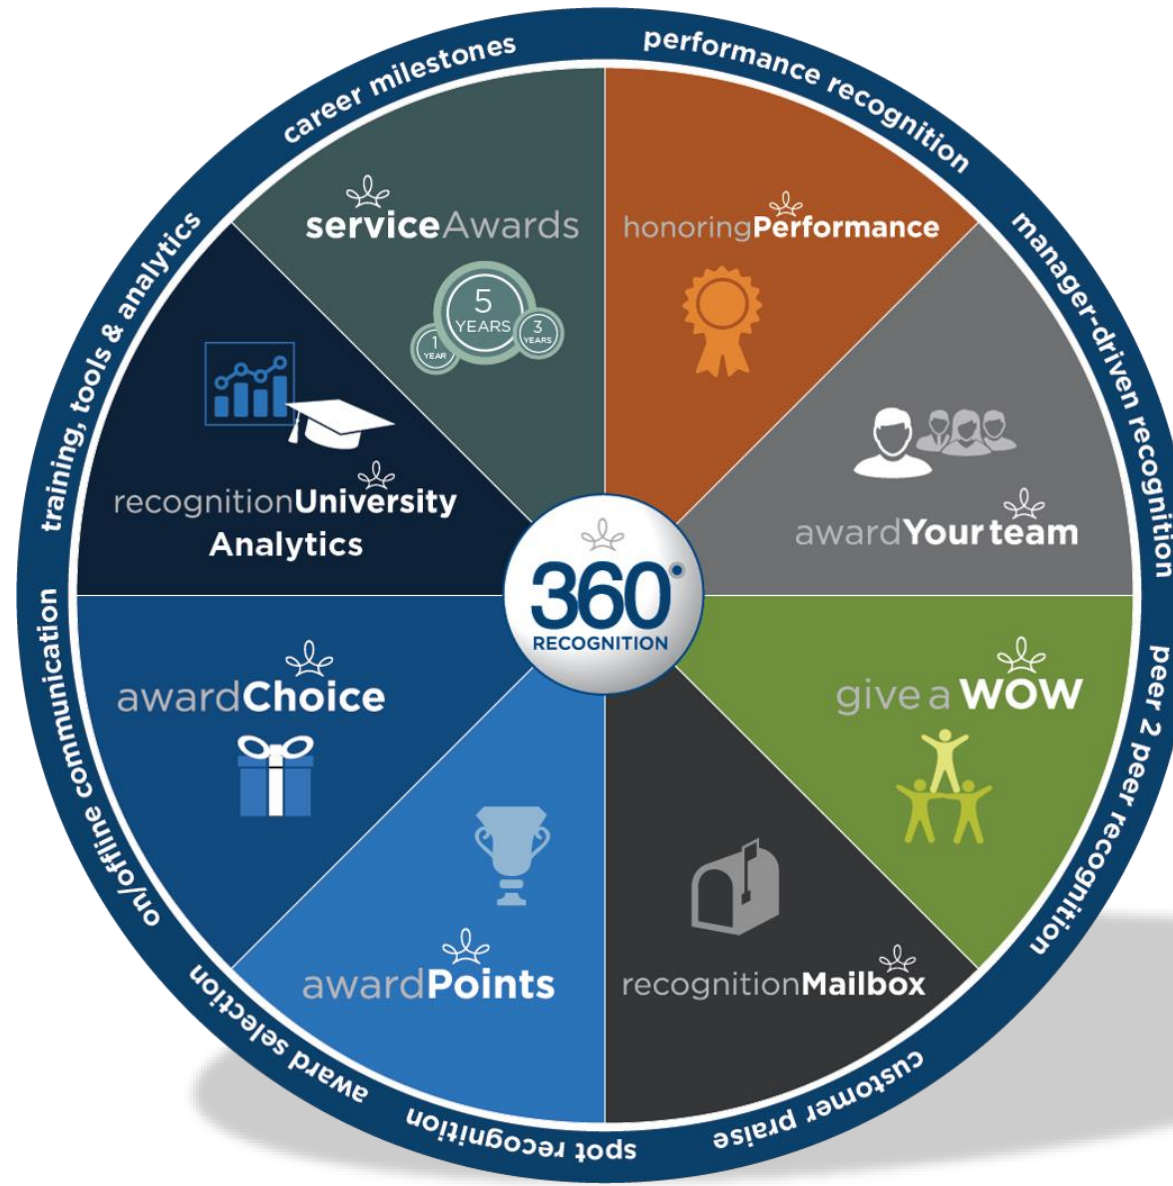 career milestones
performance recognition
manager-driven recognition
peer 2 peer recognition
customer praise
spot recognition
award selection
on/offline communication
training, tools & analytics
serviceAwards
5
YEARS
1
YEAR
3
YEARS
honoringPerformance
awardYourteam
give a WOW
recognitionMailbox
awardPoints
awardChoice
recognitionUniversity
Analytics
360°
RECOGNITION